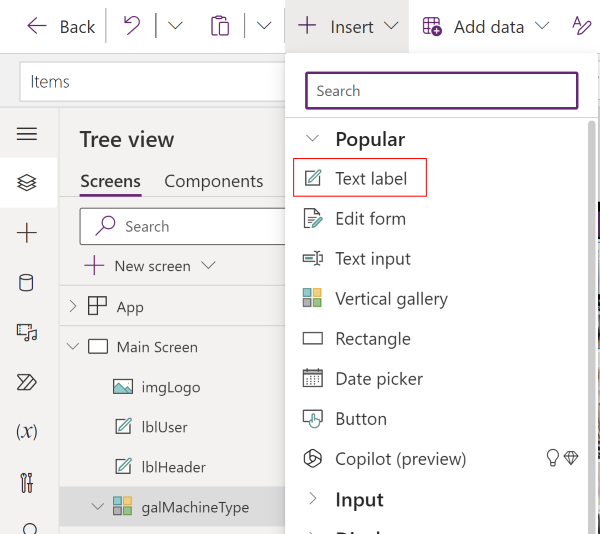 Back
Insert
Add data
Items
Search
Popular
Text label
Edit form
Text input
Vertical gallery
Rectangle
Date picker
Button
Copilot (preview)
Input
Tree view
Screens Components
Search
New screen
App
Main Screen
imgLogo
lblUser
lblHeader
galMachineType
(x)